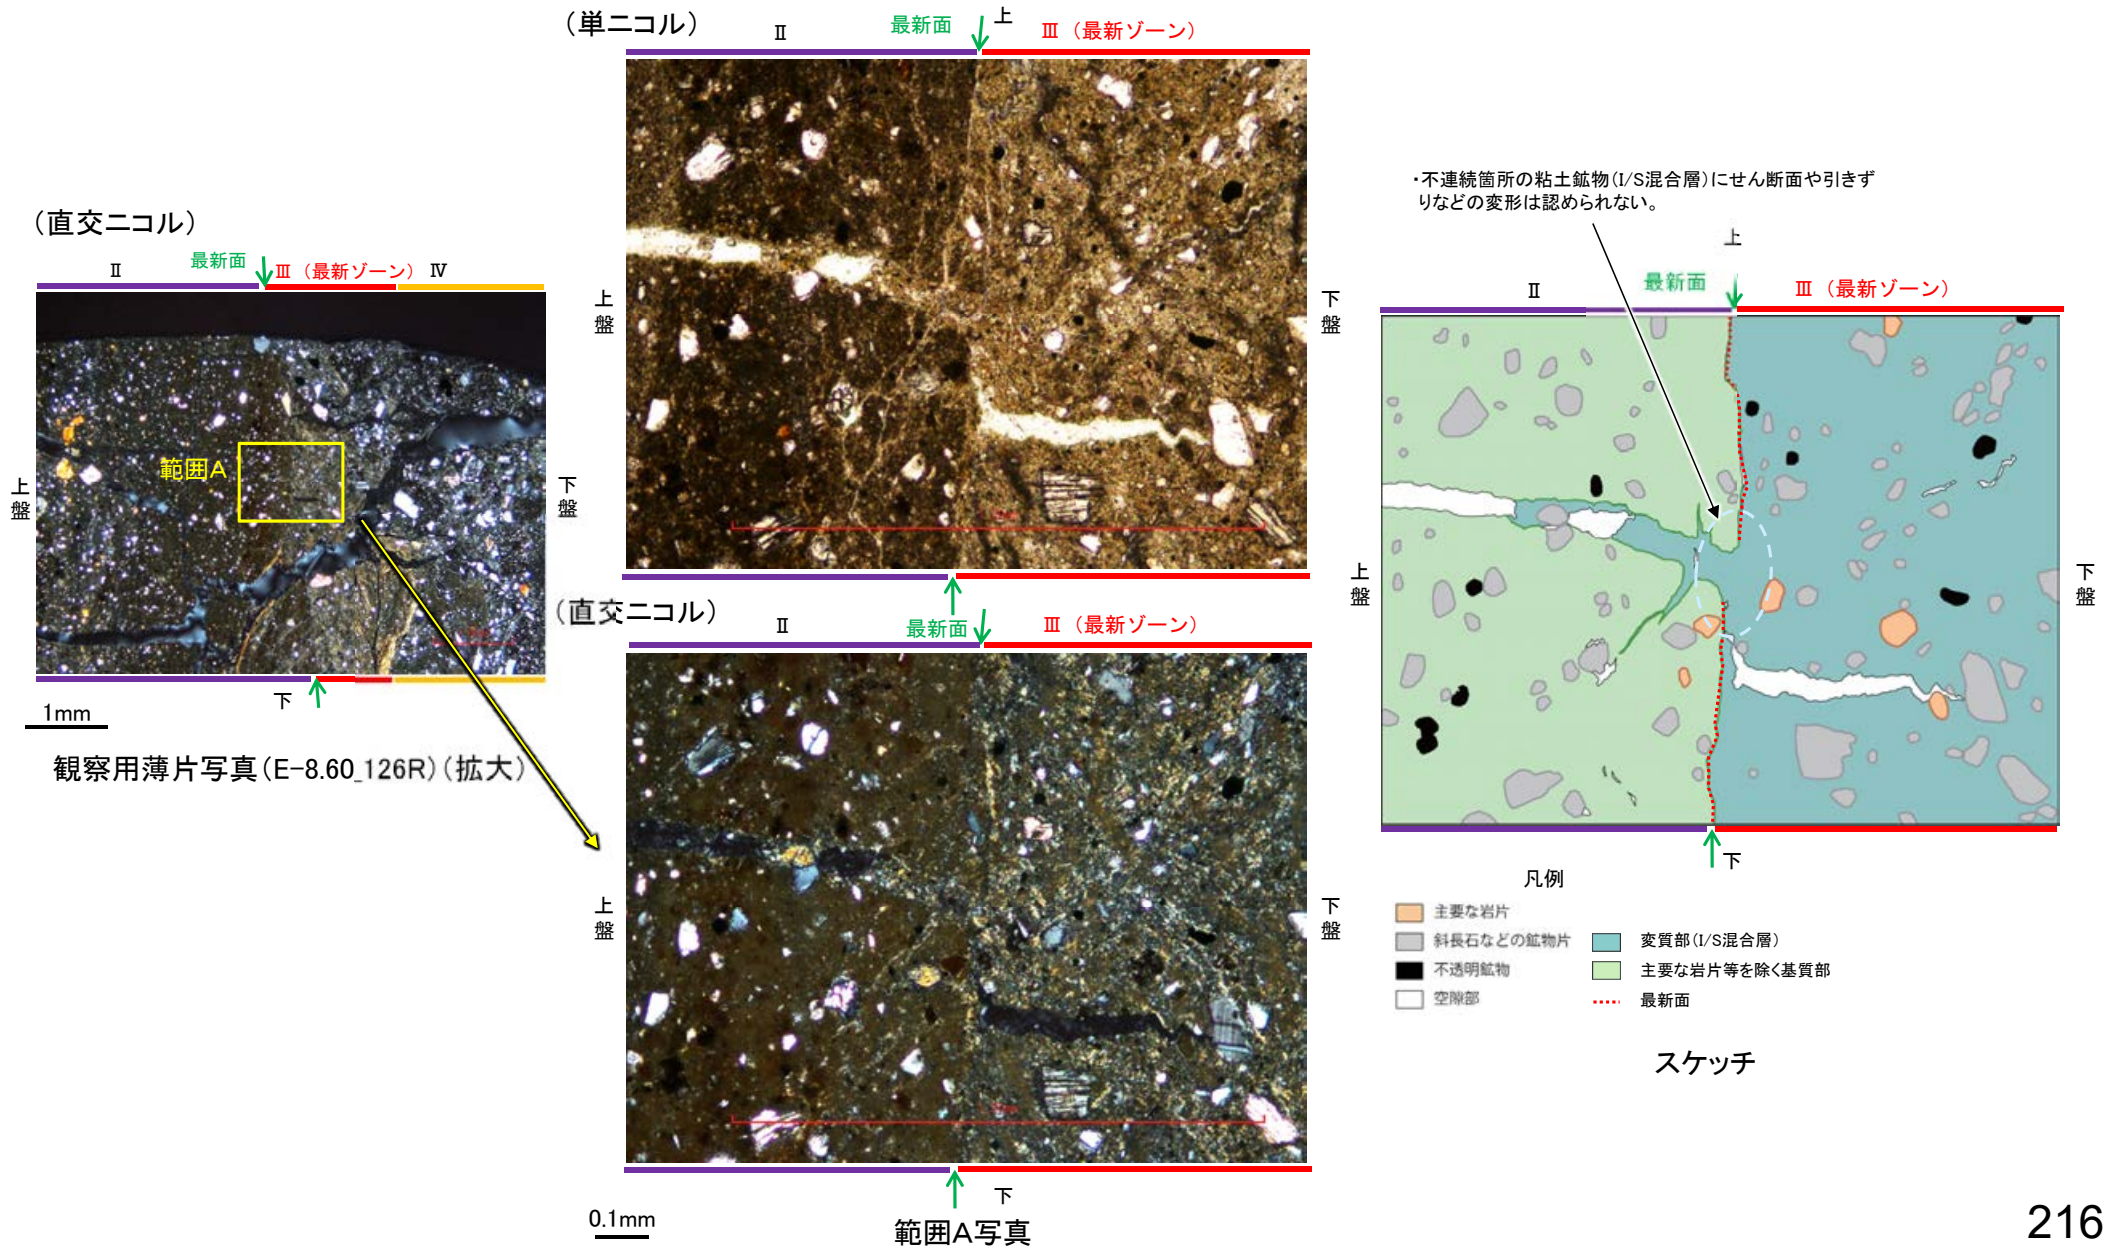 (直交ニコル)
Ⅱ
最新面
Ⅲ (最新ゾーン)
Ⅳ
範囲A
上盤
下盤
下
1mm
観察用薄片写真(E-8.60_126R)(拡大)
(単ニコル)
Ⅱ
最新面
上
Ⅲ (最新ゾーン)
上盤
下盤
(直交ニコル)
Ⅱ
最新面
Ⅲ (最新ゾーン)
上盤
下盤
下
0.1mm
範囲A写真
・不連続箇所の粘土鉱物(I/S混合層)にせん断面や引きず
りなどの変形は認められない。
上
Ⅱ
最新面
Ⅲ (最新ゾーン)
上盤
下盤
下
凡例
主要な岩片
斜長石などの鉱物片
不透明鉱物
空隙部
変質部(I/S混合層)
主要な岩片等を除く基質部
最新面
スケッチ
216